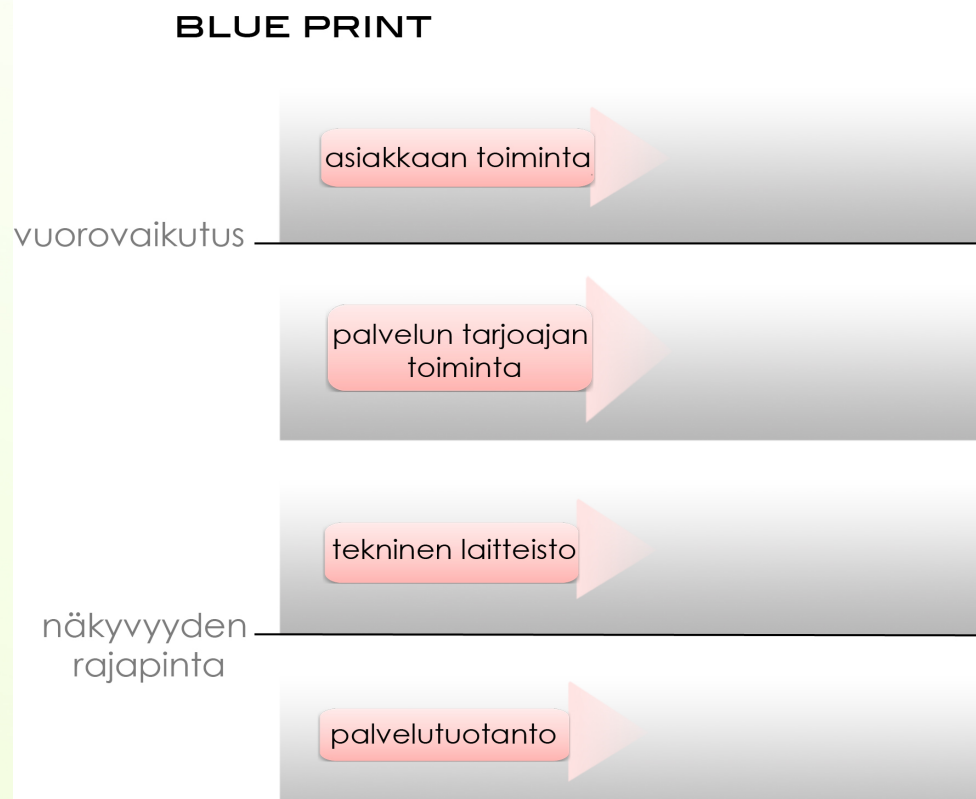 BLUE PRINT
asiakkaan toiminta
vuorovaikutus
palvelun tarjoajan
toiminta
tekninen laitteisto
näkyvyyden
rajapinta
palvelutuotanto